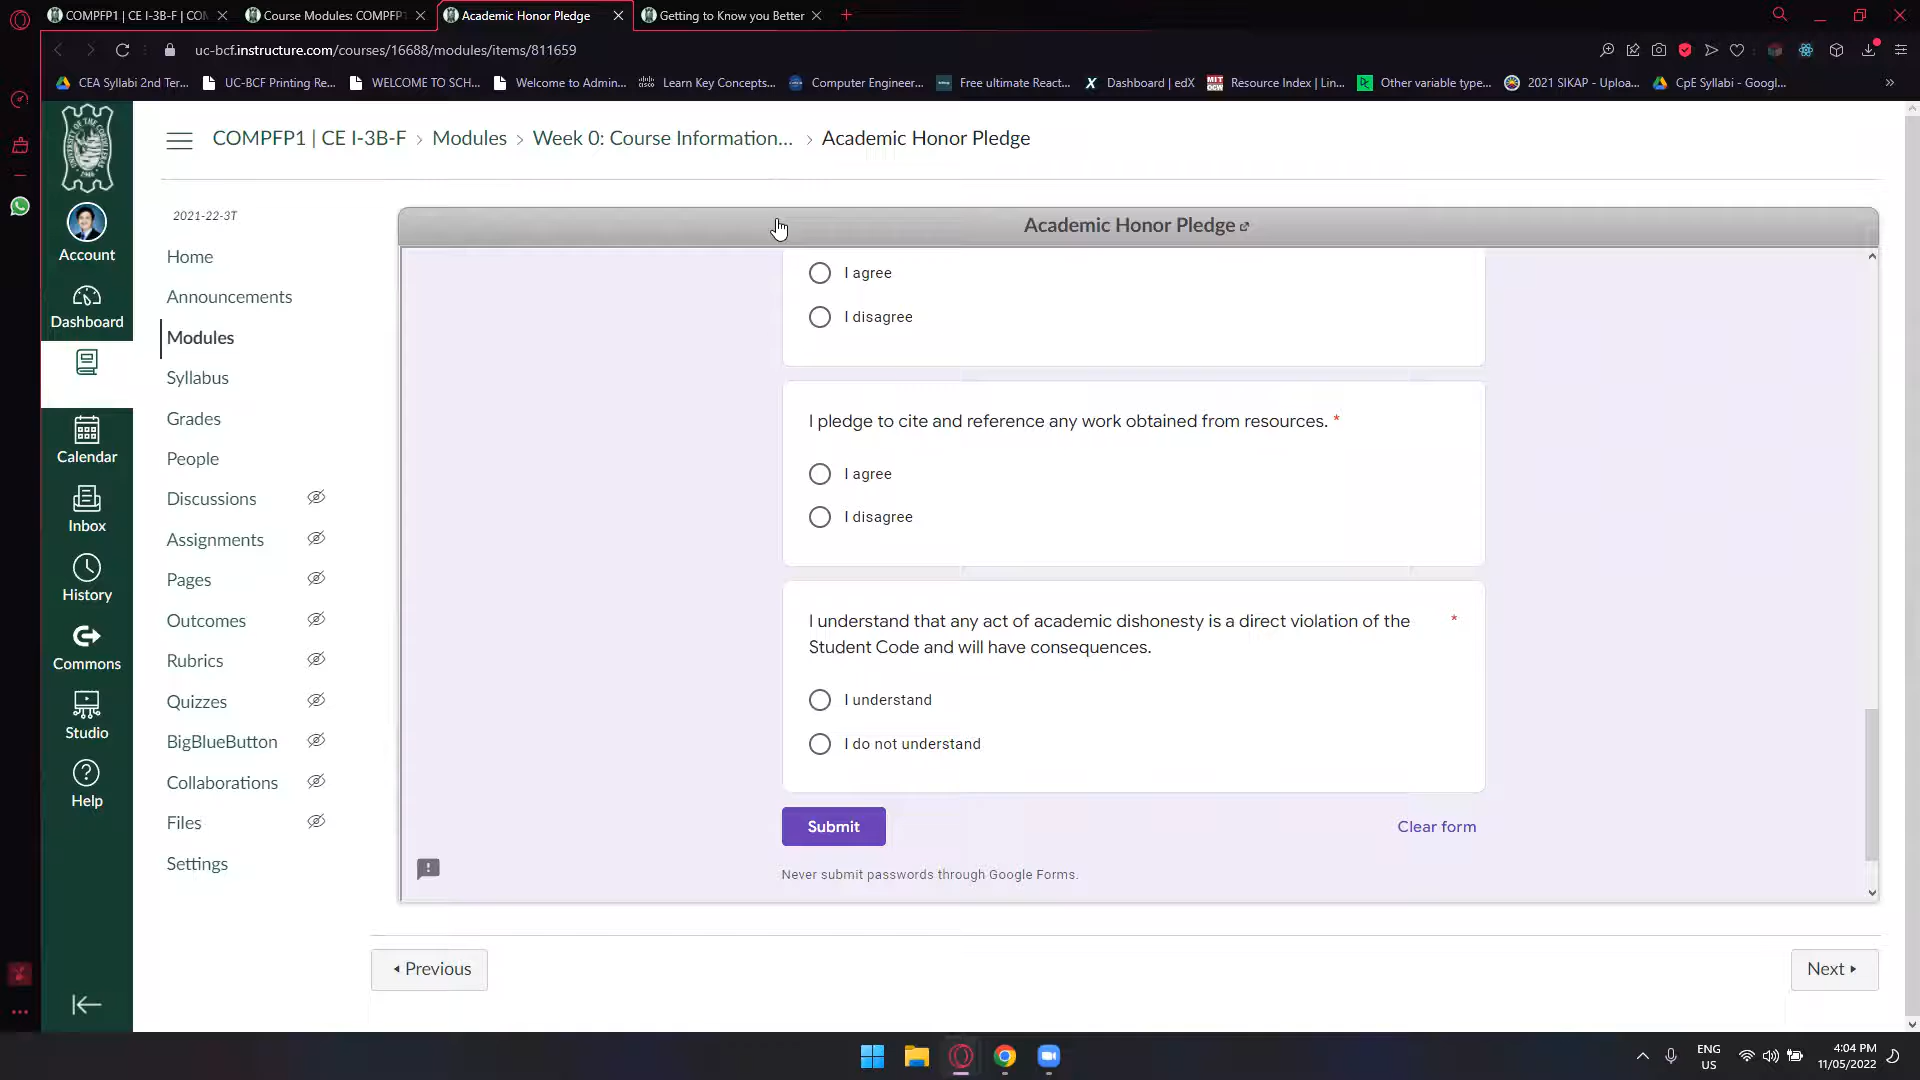 COMPFP1 | CE I-3B-F | CON
Course Modules: COMPFP1
Academic Honor Pledge
Getting to Know you Better
uc-bcf.instructure.com/courses/16688/modules/items/811659
CEA Syllabi 2nd Ter...
UC-BCF Printing Re...
WELCOME TO SCH...
Welcome to Admin...
Learn Key Concepts...
Computer Engineer...
Free ultimate React...
Dashboard | edX
Resource Index | Lin...
Other variable type...
2021 SIKAP - Uploa...
CpE Syllabi - Googl...
COMPFP1 | CE I-3B-F › Modules › Week 0: Course Information... › Academic Honor Pledge
2021-22-3T
Account
Dashboard
Calendar
Inbox
History
Commons
Studio
Help
Home
Announcements
Modules
Syllabus
Grades
People
Discussions
Assignments
Pages
Outcomes
Rubrics
Quizzes
BigBlueButton
Collaborations
Files
Settings
Academic Honor Pledge
I agree
I disagree
I pledge to cite and reference any work obtained from resources. *
I agree
I disagree
I understand that any act of academic dishonesty is a direct violation of the *
Student Code and will have consequences.
I understand
I do not understand
Submit
Clear form
Never submit passwords through Google Forms.
Previous
Next
ENG
US
4:04 PM
11/05/2022